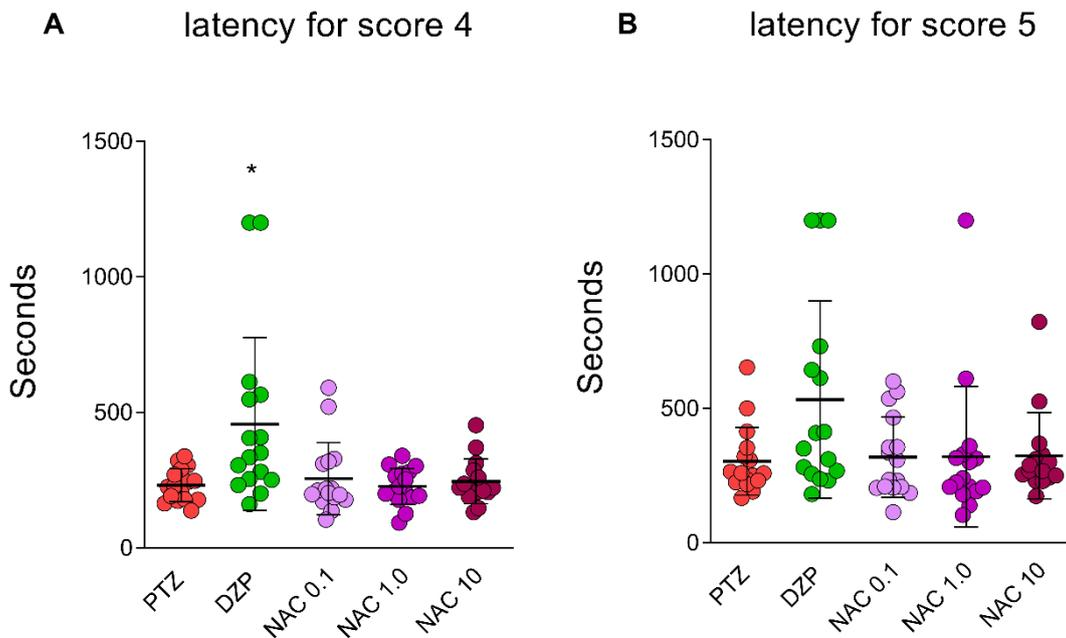 A latency for score 4
1500
*
1000
500
0
Seconds
PTZ
DZP
NAC 0.1
NAC 1.0
NAC 10
B latency for score 5
1500
1000
500
0
Seconds
PTZ
DZP
NAC 0.1
NAC 1.0
NAC 10